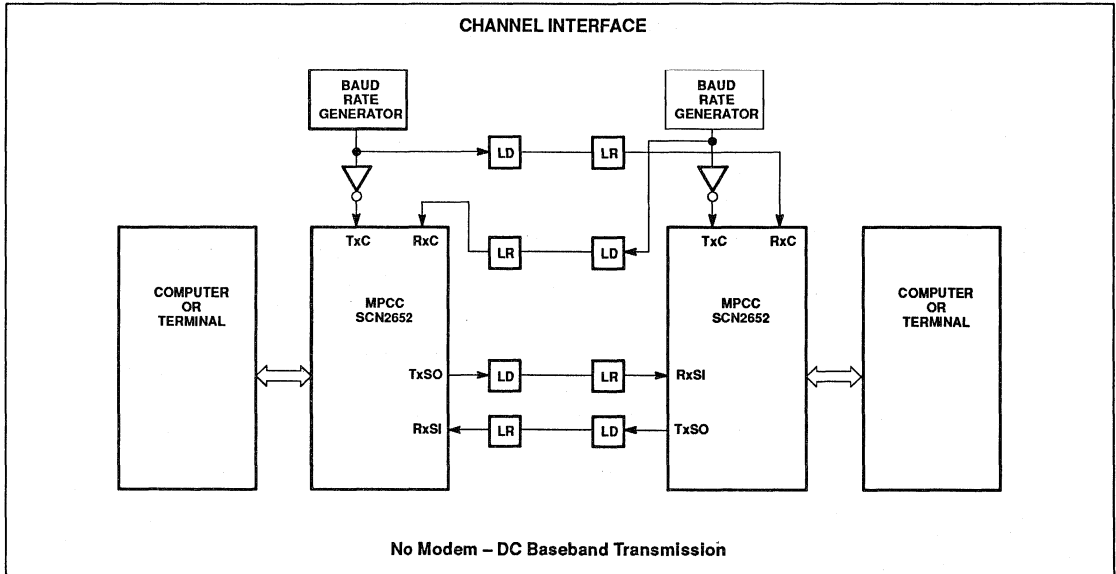 CHANNEL INTERFACE
BAUD
RATE
GENERATOR
BAUD
RATE
GENERATOR
LD
LR
TxC
RxC
LR
LD
TxC
RxC
COMPUTER
OR
TERMINAL
MPCC
SCN2652
MPCC
SCN2652
COMPUTER
OR
TERMINAL
TxSO
LD
LR
RxSI
RxSI
LR
LD
TxSO
No Modem – DC Baseband Transmission